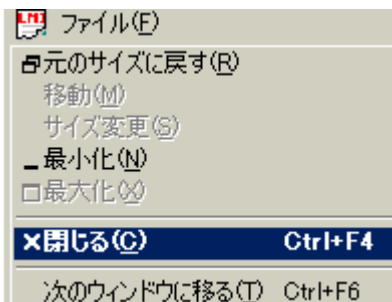 LMI ファイル(F)
元のサイズに戻す(R)
移動(M)
サイズ変更(S)
最小化(N)
最大化(X)
閉じる(C) Ctrl+F4
次のウィンドウに移る(T) Ctrl+F6